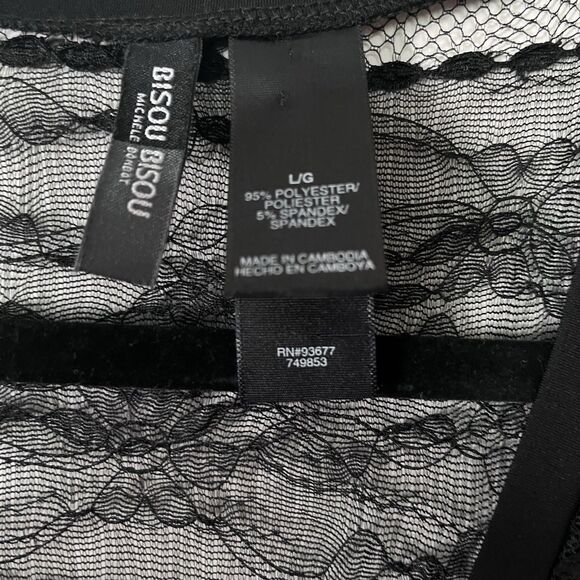 BISOU BISOU
MICHELE BOHBOT
L/G
95% POLYESTER/
POLIESTER
5% SPANDEX/
SPANDEX
MADE IN CAMBODIA
HECHO EN CAMBOYA
RN#93677
749853